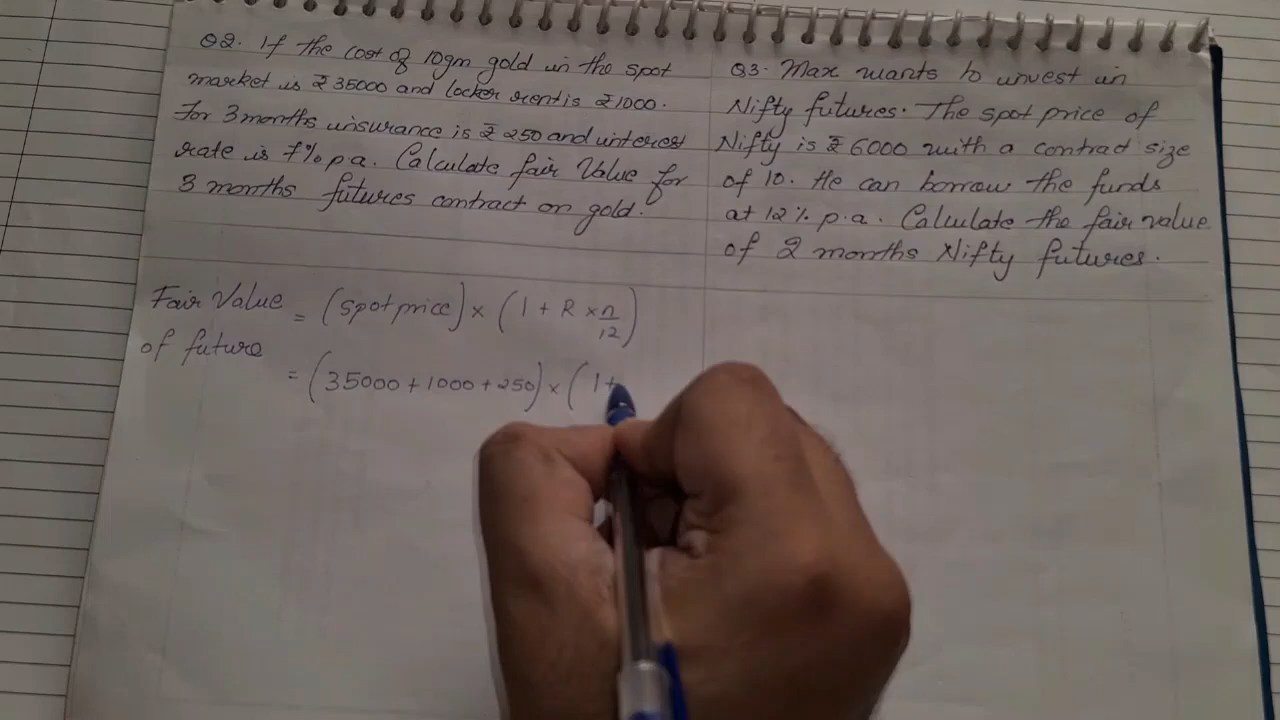 Q2. If the cost of 10gm gold in the spot
market is ₹ 35000 and locker rent is ₹1000.
For 3 months insurance is ₹ 250 and interest
rate is 7% p.a. Calculate fair Value for
3 months futures contract on gold.
Fair Value
of future
= (Spot price) × (1 + R × n/12)
= (35000 + 1000 + 250) × (1+
Q3. Max wants to invest in
Nifty futures. The spot price of
Nifty is ₹ 6000 with a contract size
of 10. He can borrow the funds
at 12% p.a. Calculate the fair value
of 2 months Nifty futures.